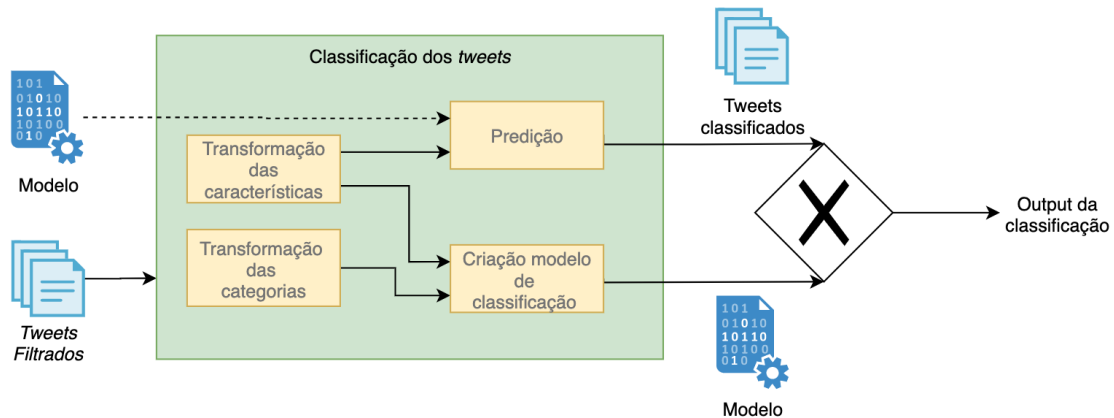 Classificação dos tweets
101
01010
10110
10100
010
Modelo
Transformação
das
características
Predição
Tweets
classificados
X
Output da
classificação
Tweets
Filtrados
Transformação
das
categorias
Criação modelo
de
classificação
101
01010
10110
10100
010
Modelo